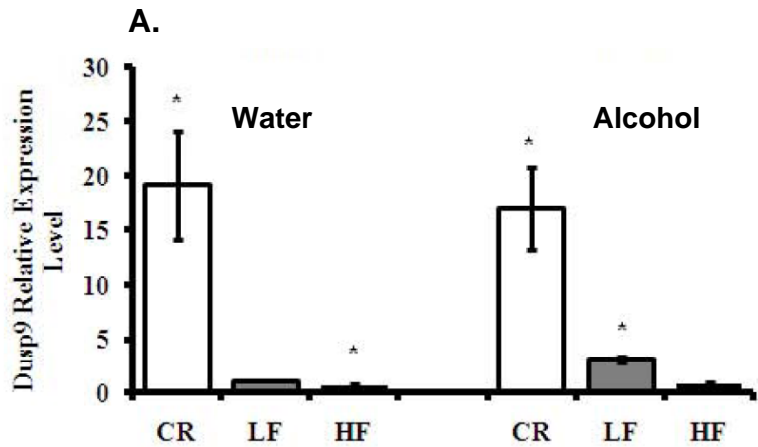 A.
Dusp9 Relative Expression
Level
30
25
20
15
10
5
0
*
Water
*
*
Alcohol
*
CR
LF
HF
CR
LF
HF